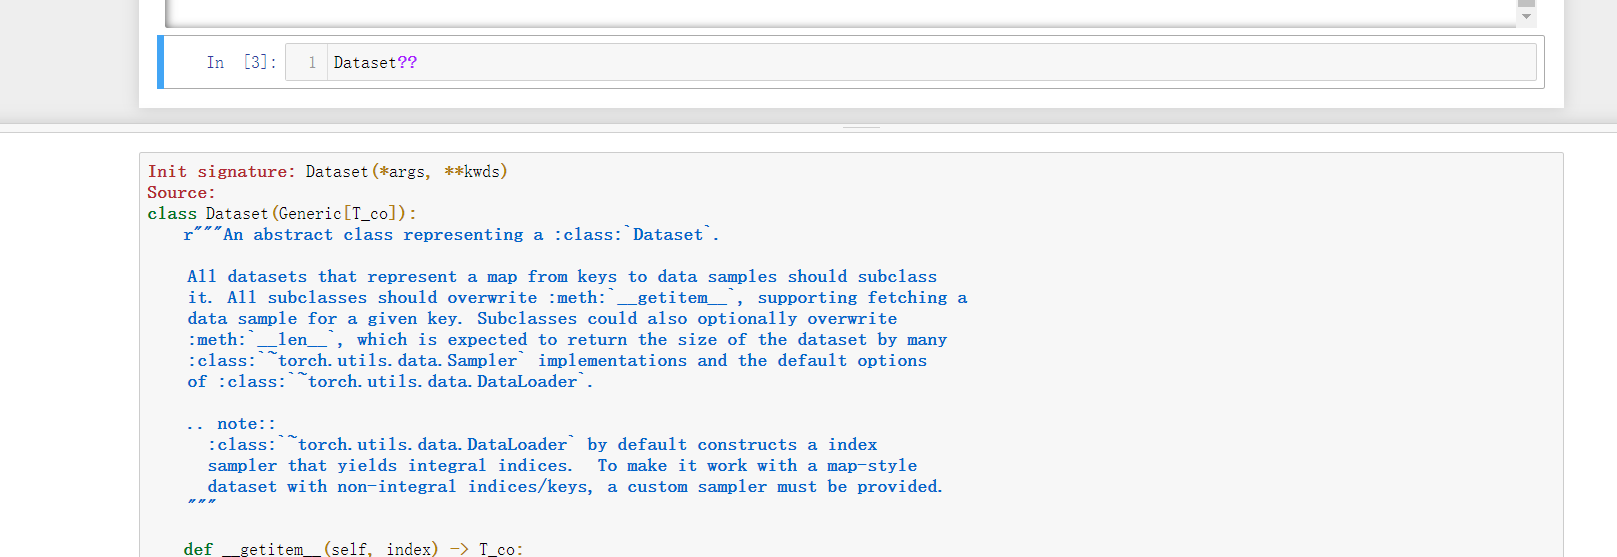 In [3]: 1 Dataset??
Init signature: Dataset(*args, **kwds)
Source:
class Dataset(Generic[T_co]):
    r"""An abstract class representing a :class:`Dataset`.
    All datasets that represent a map from keys to data samples should subclass
    it. All subclasses should overwrite :meth:`__getitem__`, supporting fetching a
    data sample for a given key. Subclasses could also optionally overwrite
    :meth:`__len__`, which is expected to return the size of the dataset by many
    :class:`~torch.utils.data.Sampler` implementations and the default options
    of :class:`~torch.utils.data.DataLoader`.
    .. note::
      :class:`~torch.utils.data.DataLoader` by default constructs a index
      sampler that yields integral indices.  To make it work with a map-style
      dataset with non-integral indices/keys, a custom sampler must be provided.
    """
    def __getitem__(self, index) -> T_co: